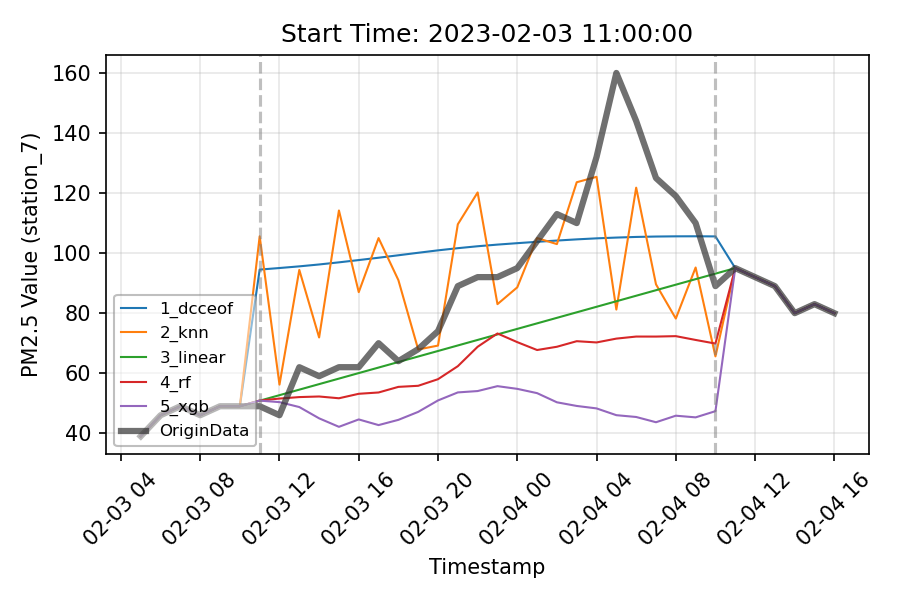 Start Time: 2023-02-03 11:00:00
PM2.5 Value (station_7)
160
140
120
100
80
60
40
1_dcceof
2_knn
3_linear
4_rf
5_xgb
OriginData
02-03 04
02-03 08
02-03 12
02-03 16
02-03 20
02-04 00
02-04 04
02-04 08
02-04 12
02-04 16
Timestamp